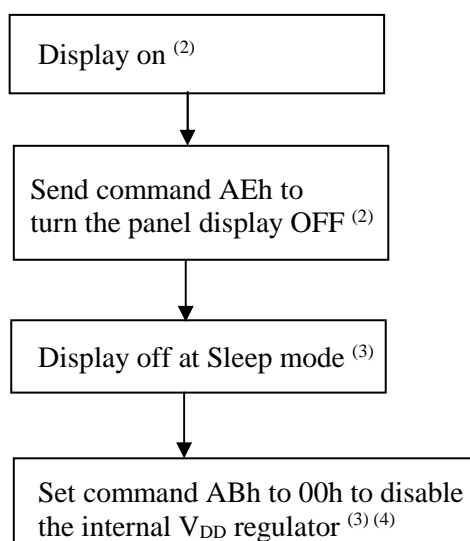 Display on (2)
Send command AEh to
turn the panel display OFF (2)
Display off at Sleep mode (3)
Set command ABh to 00h to disable
the internal VDD regulator (3) (4)